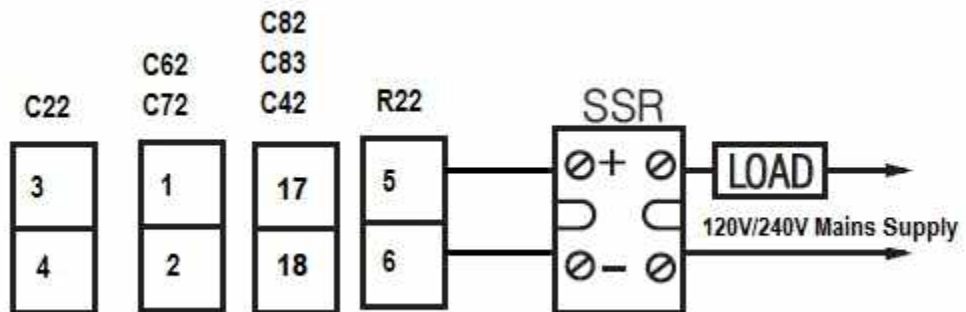 C82
C62 C83
C22 C72 C42 R22 SSR
3 1 17 5 + LOAD
120V/240V Mains Supply
4 2 18 6 −